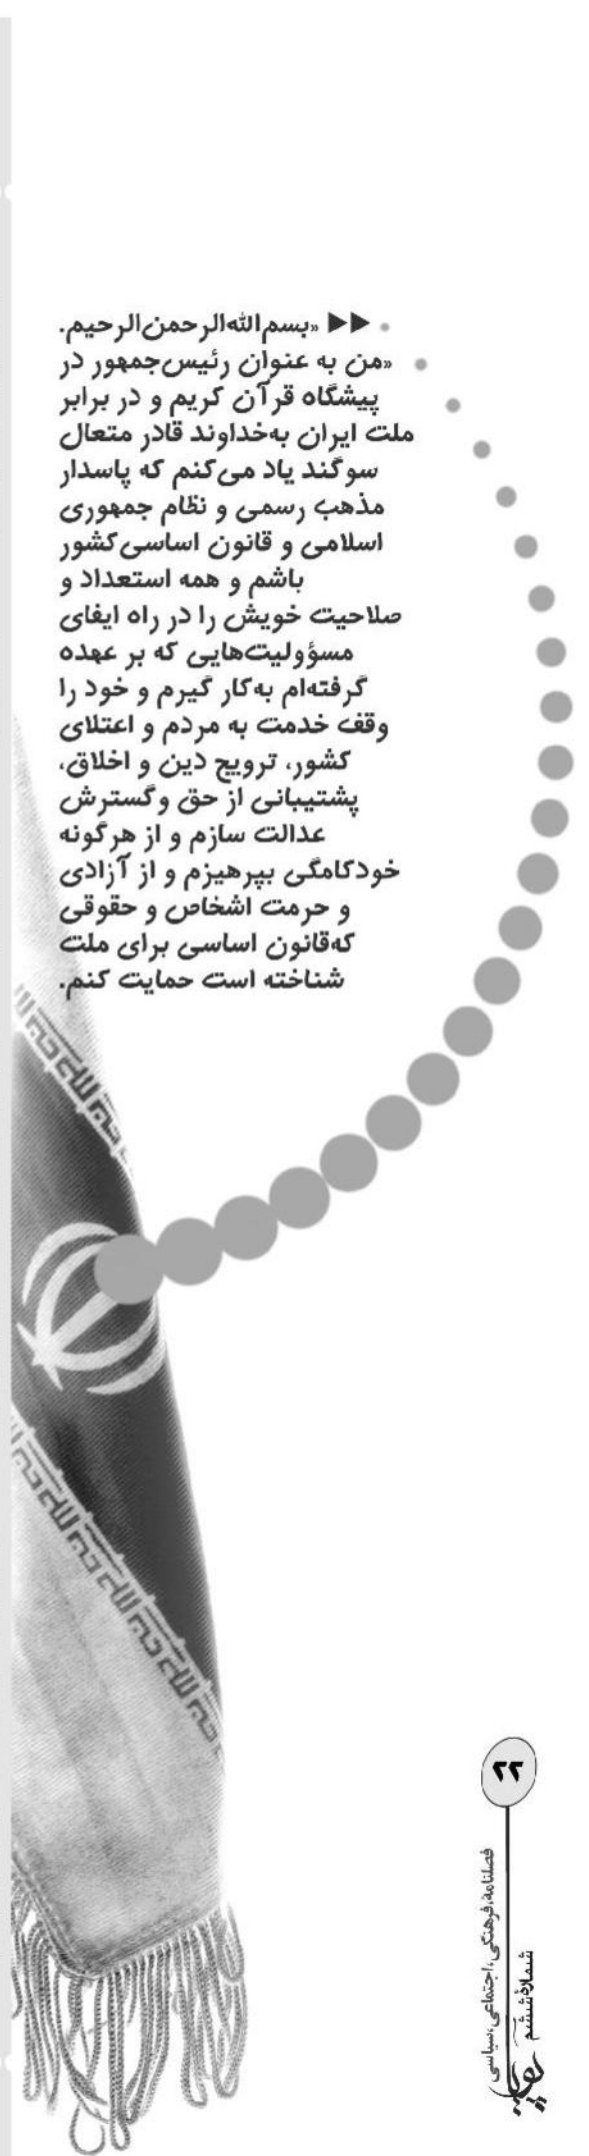 «بسم‌الله‌الرحمن‌الرحیم.
«من به عنوان رئیس‌جمهور در
پیشگاه قرآن کریم و در برابر
ملت ایران به‌خداوند قادر متعال
سوگند یاد می‌کنم که پاسدار
مذهب رسمی و نظام جمهوری
اسلامی و قانون اساسی کشور
باشم و همه استعداد و
صلاحیت خویش را در راه ایفای
مسؤولیت‌هایی که بر عهده
گرفته‌ام به‌کار گیرم و خود را
وقف خدمت به مردم و اعتلای
کشور، ترویج دین و اخلاق،
پشتیبانی از حق و گسترش
عدالت سازم و از هرگونه
خودکامگی بپرهیزم و از آزادی
و حرمت اشخاص و حقوقی
که‌قانون اساسی برای ملت
شناخته است حمایت کنم.
۲۲
فصلنامه،فرهنگی،اجتماعی،سیاسی
شمارهٔ ششم